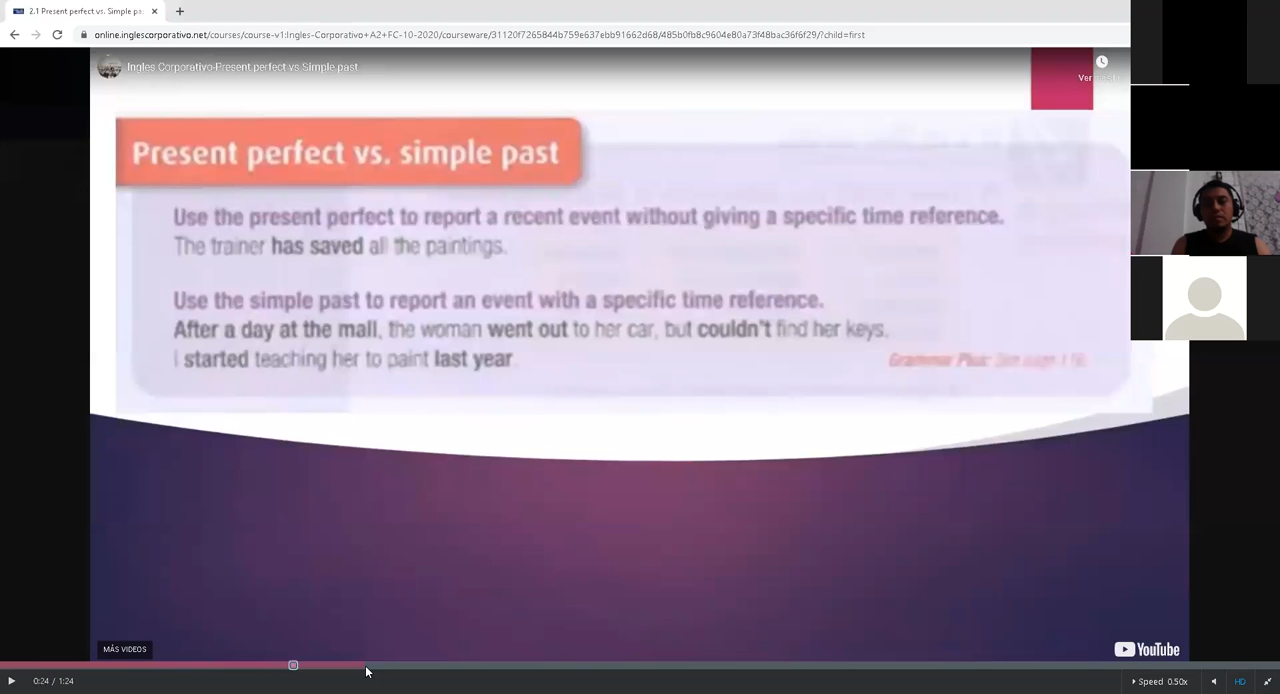 2.1 Present perfect vs. Simple pa
online.inglescorporativo.net/courses/course-v1:Ingles-Corporativo+A2+FC-10-2020/courseware/31120f7265844b759e637ebb91662d68/485b0fb8c9604e80a73f48bac36f6f29/?child=first
Ingles Corporativo-Present perfect vs Simple past
Ver
Present perfect vs. simple past
Use the present perfect to report a recent event without giving a specific time reference.
The trainer has saved all the paintings.
Use the simple past to report an event with a specific time reference.
After a day at the mall, the woman went out to her car, but couldn't find her keys.
I started teaching her to paint last year
Grammar Plus: See page
MÁS VIDEOS
YouTube
0:24 / 1:24
Speed 0.50x
HD